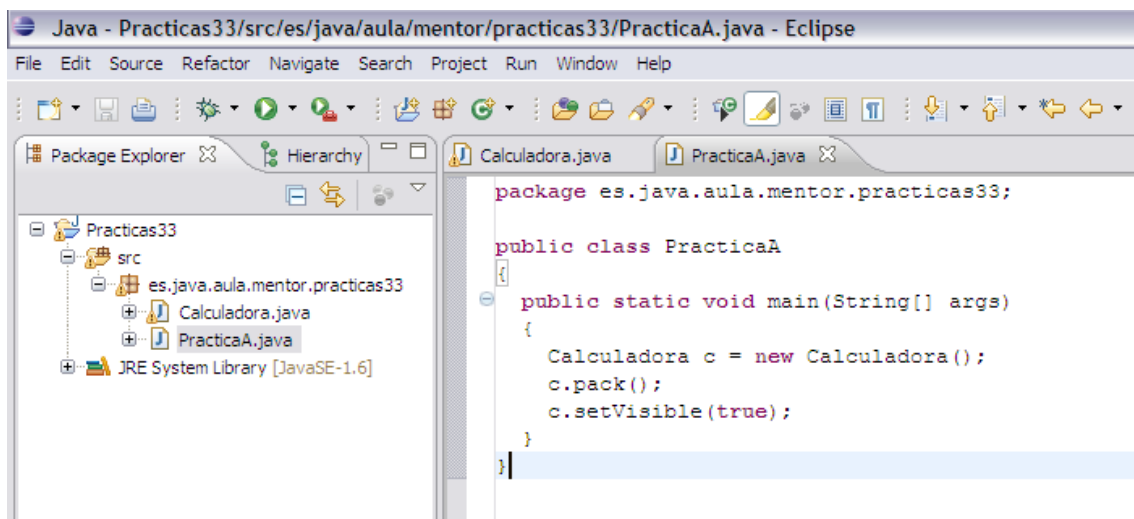 Java - Practicas33/src/es/java/aula/mentor/practicas33/PracticaA.java - Eclipse
File Edit Source Refactor Navigate Search Project Run Window Help
Package Explorer Hierarchy
Calculadora.java PracticaA.java
Practicas33
src
es.java.aula.mentor.practicas33
Calculadora.java
PracticaA.java
JRE System Library [JavaSE-1.6]
package es.java.aula.mentor.practicas33;
public class PracticaA
{
public static void main(String[] args)
{
Calculadora c = new Calculadora();
c.pack();
c.setVisible(true);
}
}